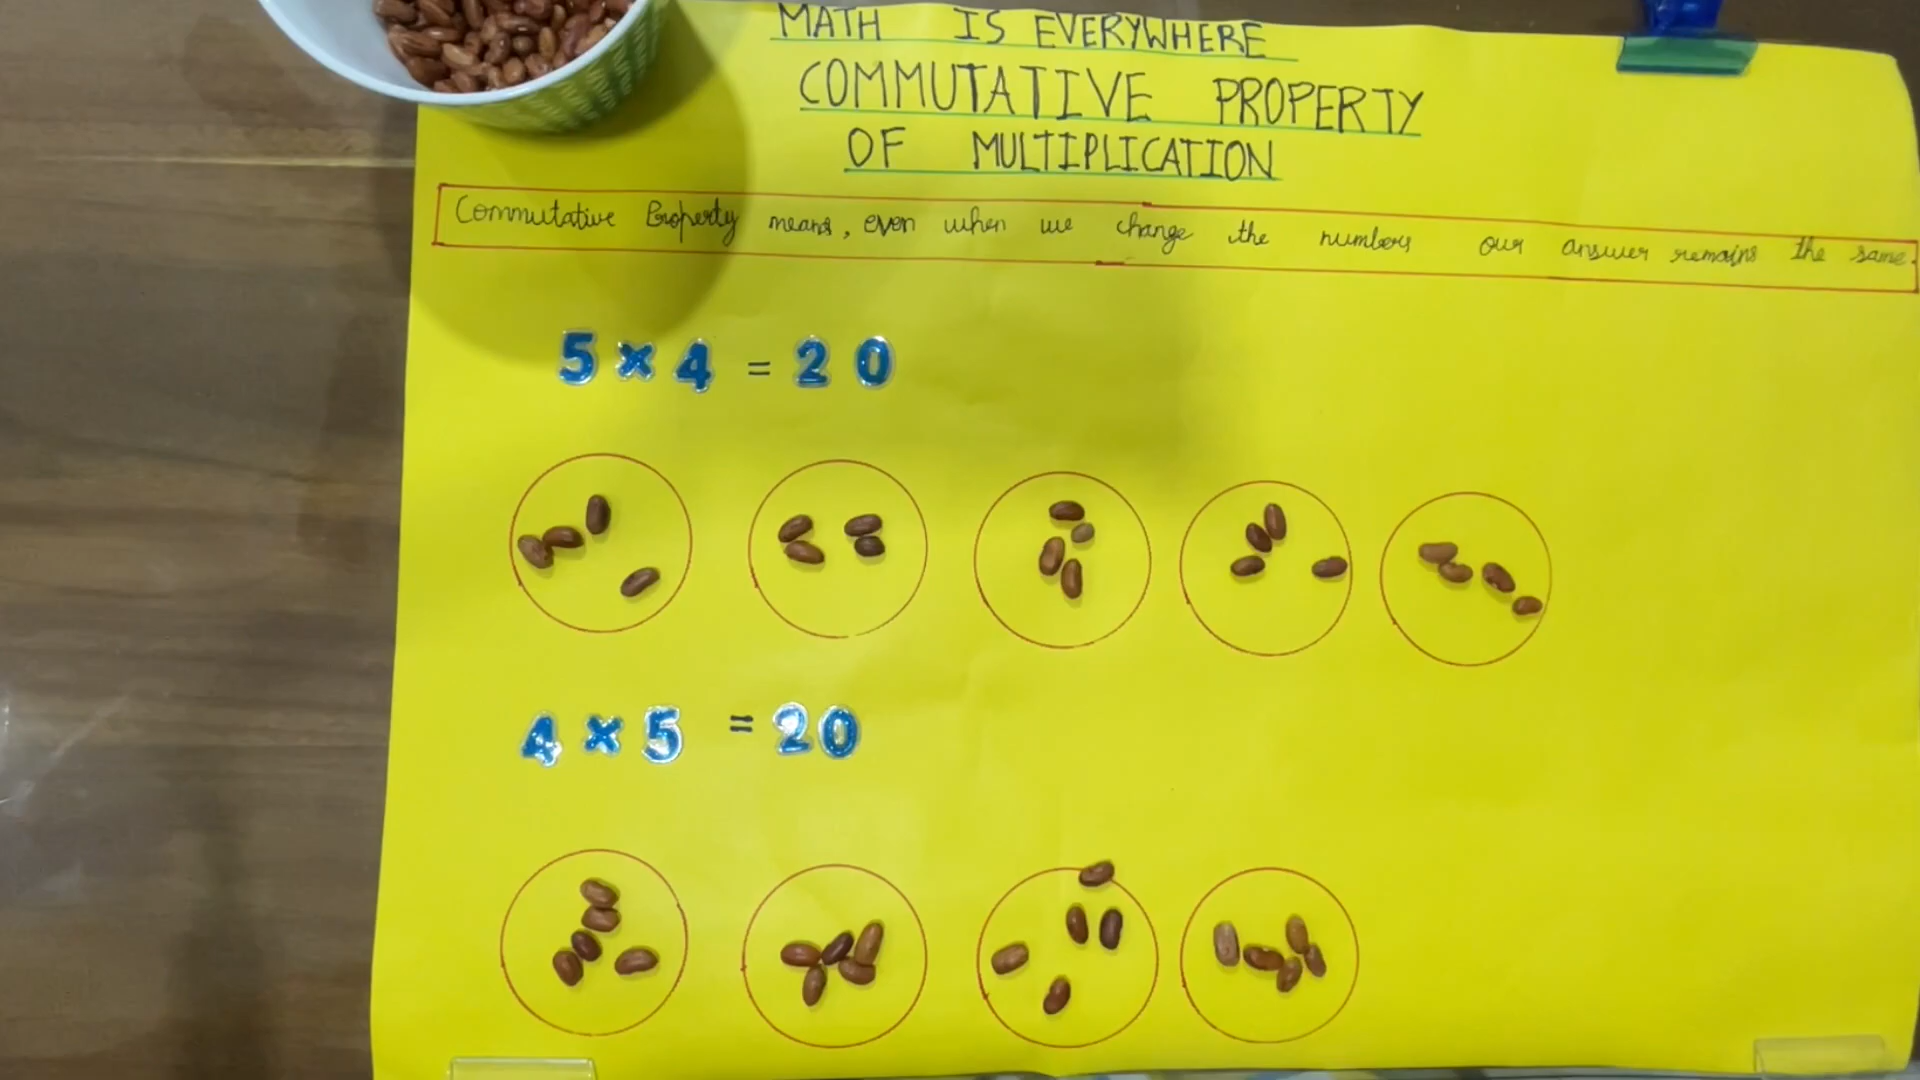 MATH IS EVERYWHERE
COMMUTATIVE PROPERTY
OF MULTIPLICATION
Commutative Property means, even when we change the numbers our answer remains the same.
5 × 4 = 20
4 × 5 = 20